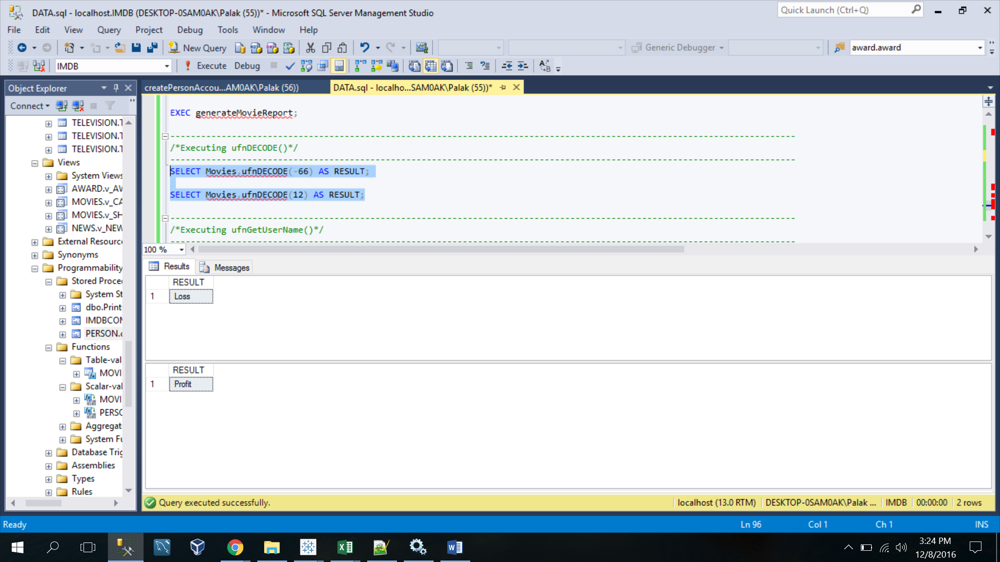 DATA.sql - localhost.IMDB (DESKTOP-0SAM0AK\Palak (55))* - Microsoft SQL Server Management Studio
Quick Launch (Ctrl+Q)
File Edit View Query Project Debug Tools Window Help
New Query
Generic Debugger
award.award
IMDB
Execute Debug
Object Explorer
createPersonAccou...AM0AK\Palak (56))
DATA.sql - localho...SAM0AK\Palak (55))*
Connect
TELEVISION.T
TELEVISION.T
TELEVISION.T
Views
System Views
AWARD.v_AV
MOVIES.v_CA
MOVIES.v_SH
NEWS.v_NEW
External Resource
Synonyms
Programmability
Stored Proce
System St
dbo.Print
IMDBCOM
PERSON.c
Functions
Table-val
MOVI
Scalar-val
MOVI
PERSO
Aggregat
System Fu
Database Trig
Assemblies
Types
Rules
EXEC generateMovieReport;
/*Executing ufnDECODE()*/
SELECT Movies.ufnDECODE(-66) AS RESULT;
SELECT Movies.ufnDECODE(12) AS RESULT;
/*Executing ufnGetUserName()*/
100 %
Results Messages
RESULT
1 Loss
RESULT
1 Profit
Query executed successfully.
localhost (13.0 RTM) DESKTOP-0SAM0AK\Palak ... IMDB 00:00:00 2 rows
Ready
Ln 96 Col 1 Ch 1 INS
3:24 PM
12/8/2016